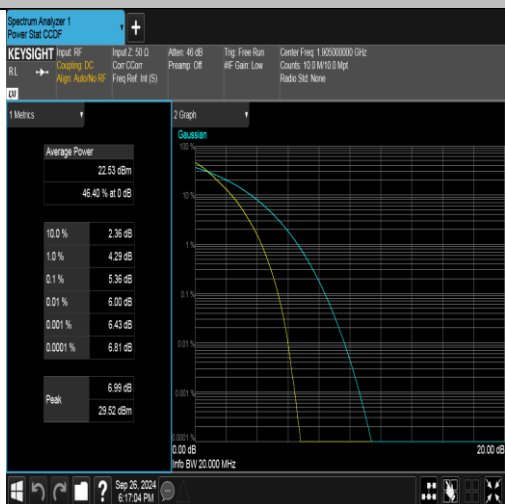 Spectrum Analyzer 1
Power Stat CCDF
+
KEYSIGHT
RL
LXI
Input: RF
Coupling: DC
Align: Auto/No RF
Input Z: 50 Ω
Corr CCorr
Freq Ref: Int (S)
Atten: 46 dB
Preamp: Off
Trig: Free Run
#IF Gain: Low
Center Freq: 1.905000000 GHz
Counts: 10.0 M/10.0 Mpt
Radio Std: None
1 Metrics
Average Power
22.53 dBm
46.40 % at 0 dB
10.0 % 2.36 dB
1.0 % 4.29 dB
0.1 % 5.36 dB
0.01 % 6.00 dB
0.001 % 6.43 dB
0.0001 % 6.81 dB
Peak
6.99 dB
29.52 dBm
2 Graph
Gaussian
100 %
10 %
1 %
0.1 %
0.01 %
0.001 %
0.0001 %
0.00 dB 20.00 dB
Info BW 20.000 MHz
?
Sep 26, 2024
6:17:04 PM